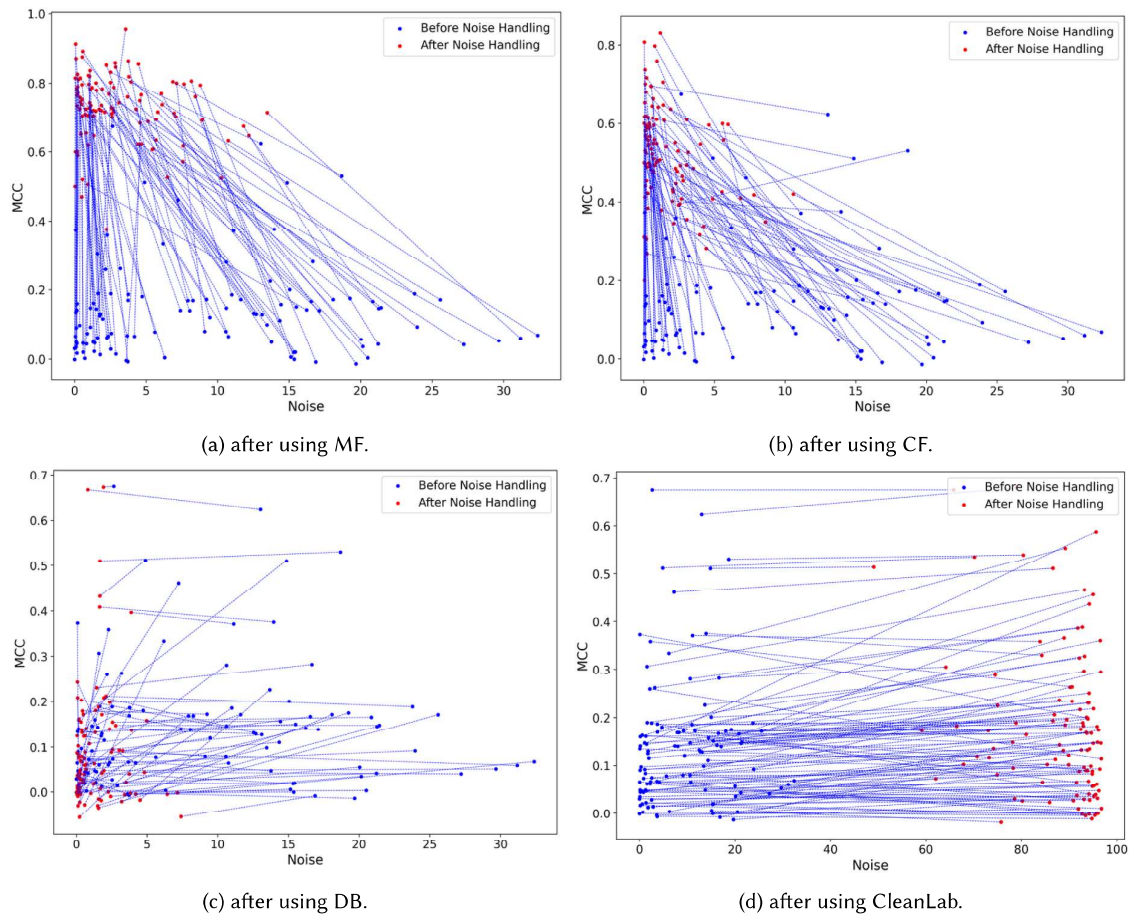 1.0
0.8
0.6
0.4
0.2
0.0
MCC
0
5
10
15
20
25
30
Noise
Before Noise Handling
After Noise Handling
(a) after using MF.
0.8
0.6
0.4
0.2
0.0
MCC
0
5
10
15
20
25
30
Noise
Before Noise Handling
After Noise Handling
(b) after using CF.
0.7
0.6
0.5
0.4
0.3
0.2
0.1
0.0
MCC
0
5
10
15
20
25
30
Noise
Before Noise Handling
After Noise Handling
(c) after using DB.
0.7
0.6
0.5
0.4
0.3
0.2
0.1
0.0
MCC
0
20
40
60
80
100
Noise
Before Noise Handling
After Noise Handling
(d) after using CleanLab.